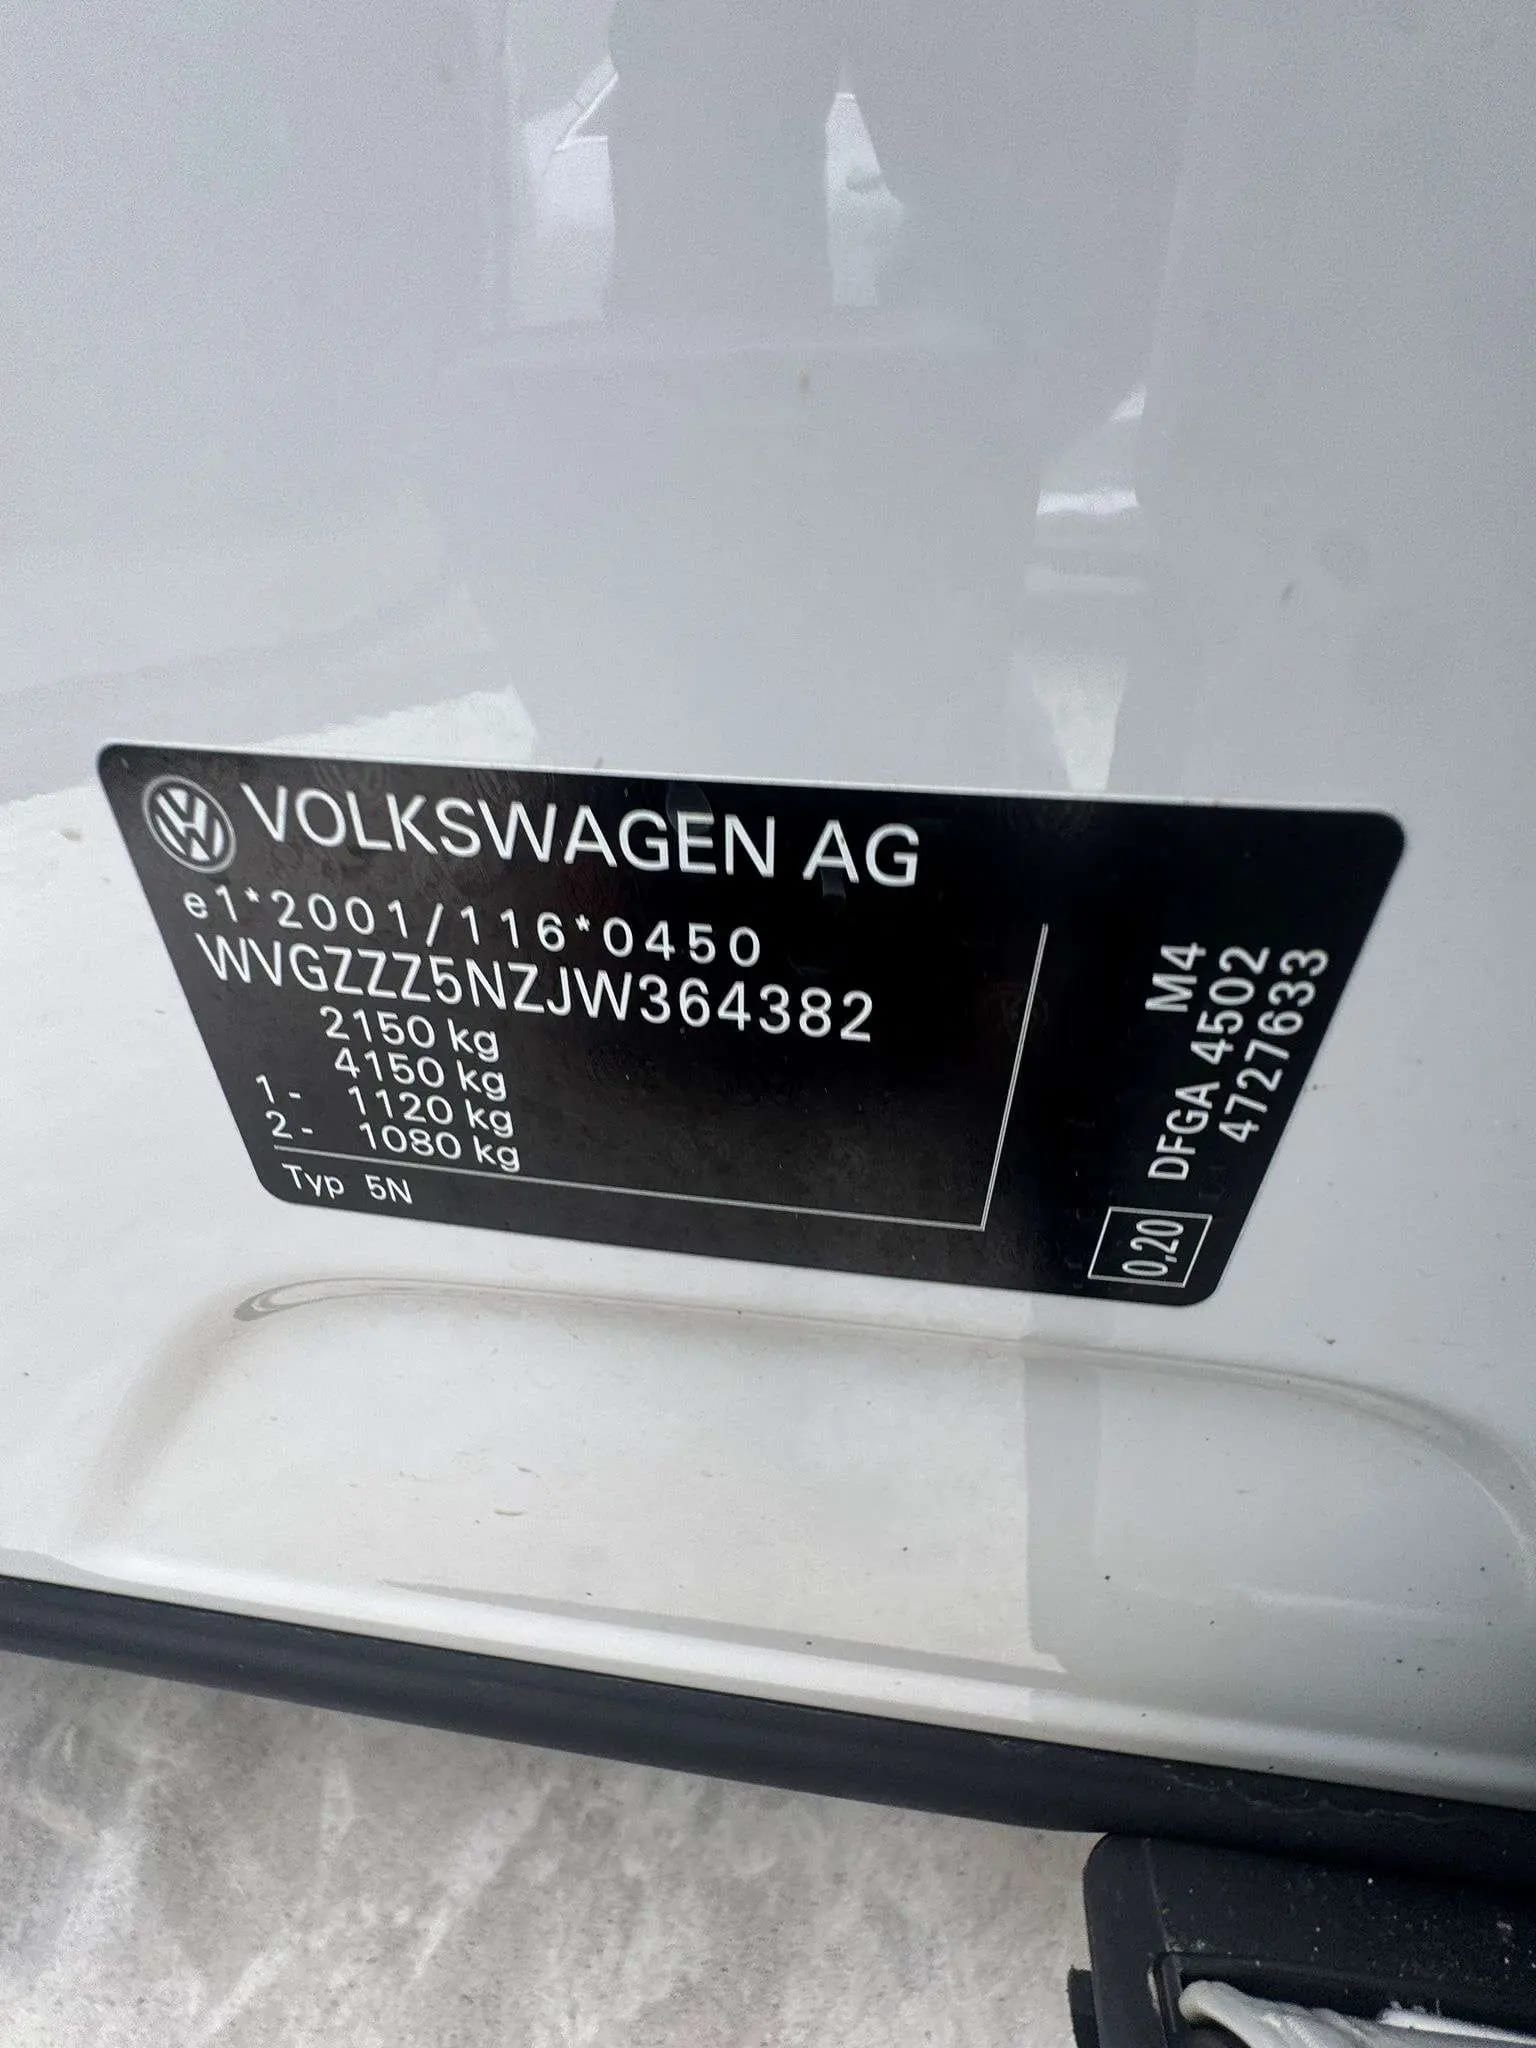 VOLKSWAGEN AG
e1*2001/116*0450
WVGZZZ5NZJW364382
2150 kg
4150 kg
1- 1120 kg
2- 1080 kg
Typ 5N
M4
DFGA 4502
4727633
0,20